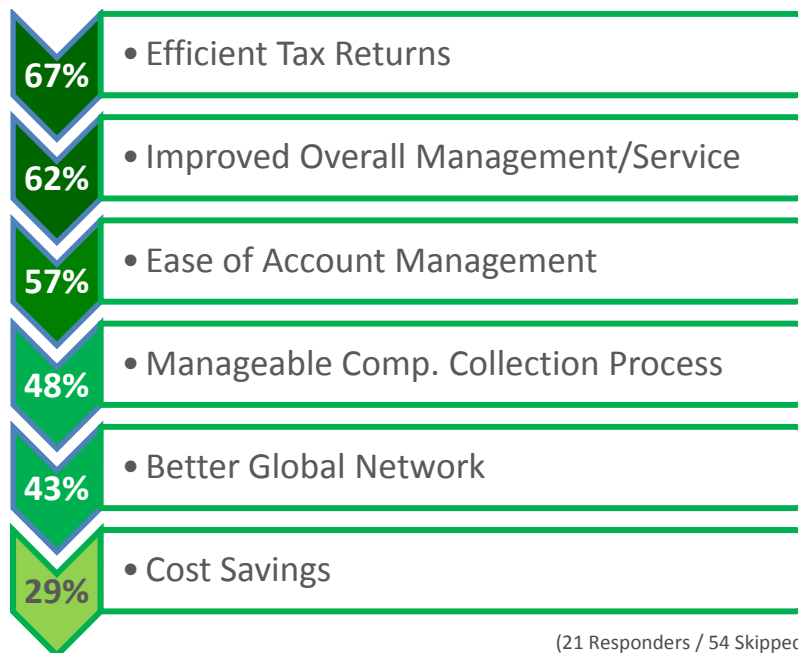 67%
• Efficient Tax Returns
62%
• Improved Overall Management/Service
57%
• Ease of Account Management
48%
• Manageable Comp. Collection Process
43%
• Better Global Network
29%
• Cost Savings
(21 Responders / 54 Skipped